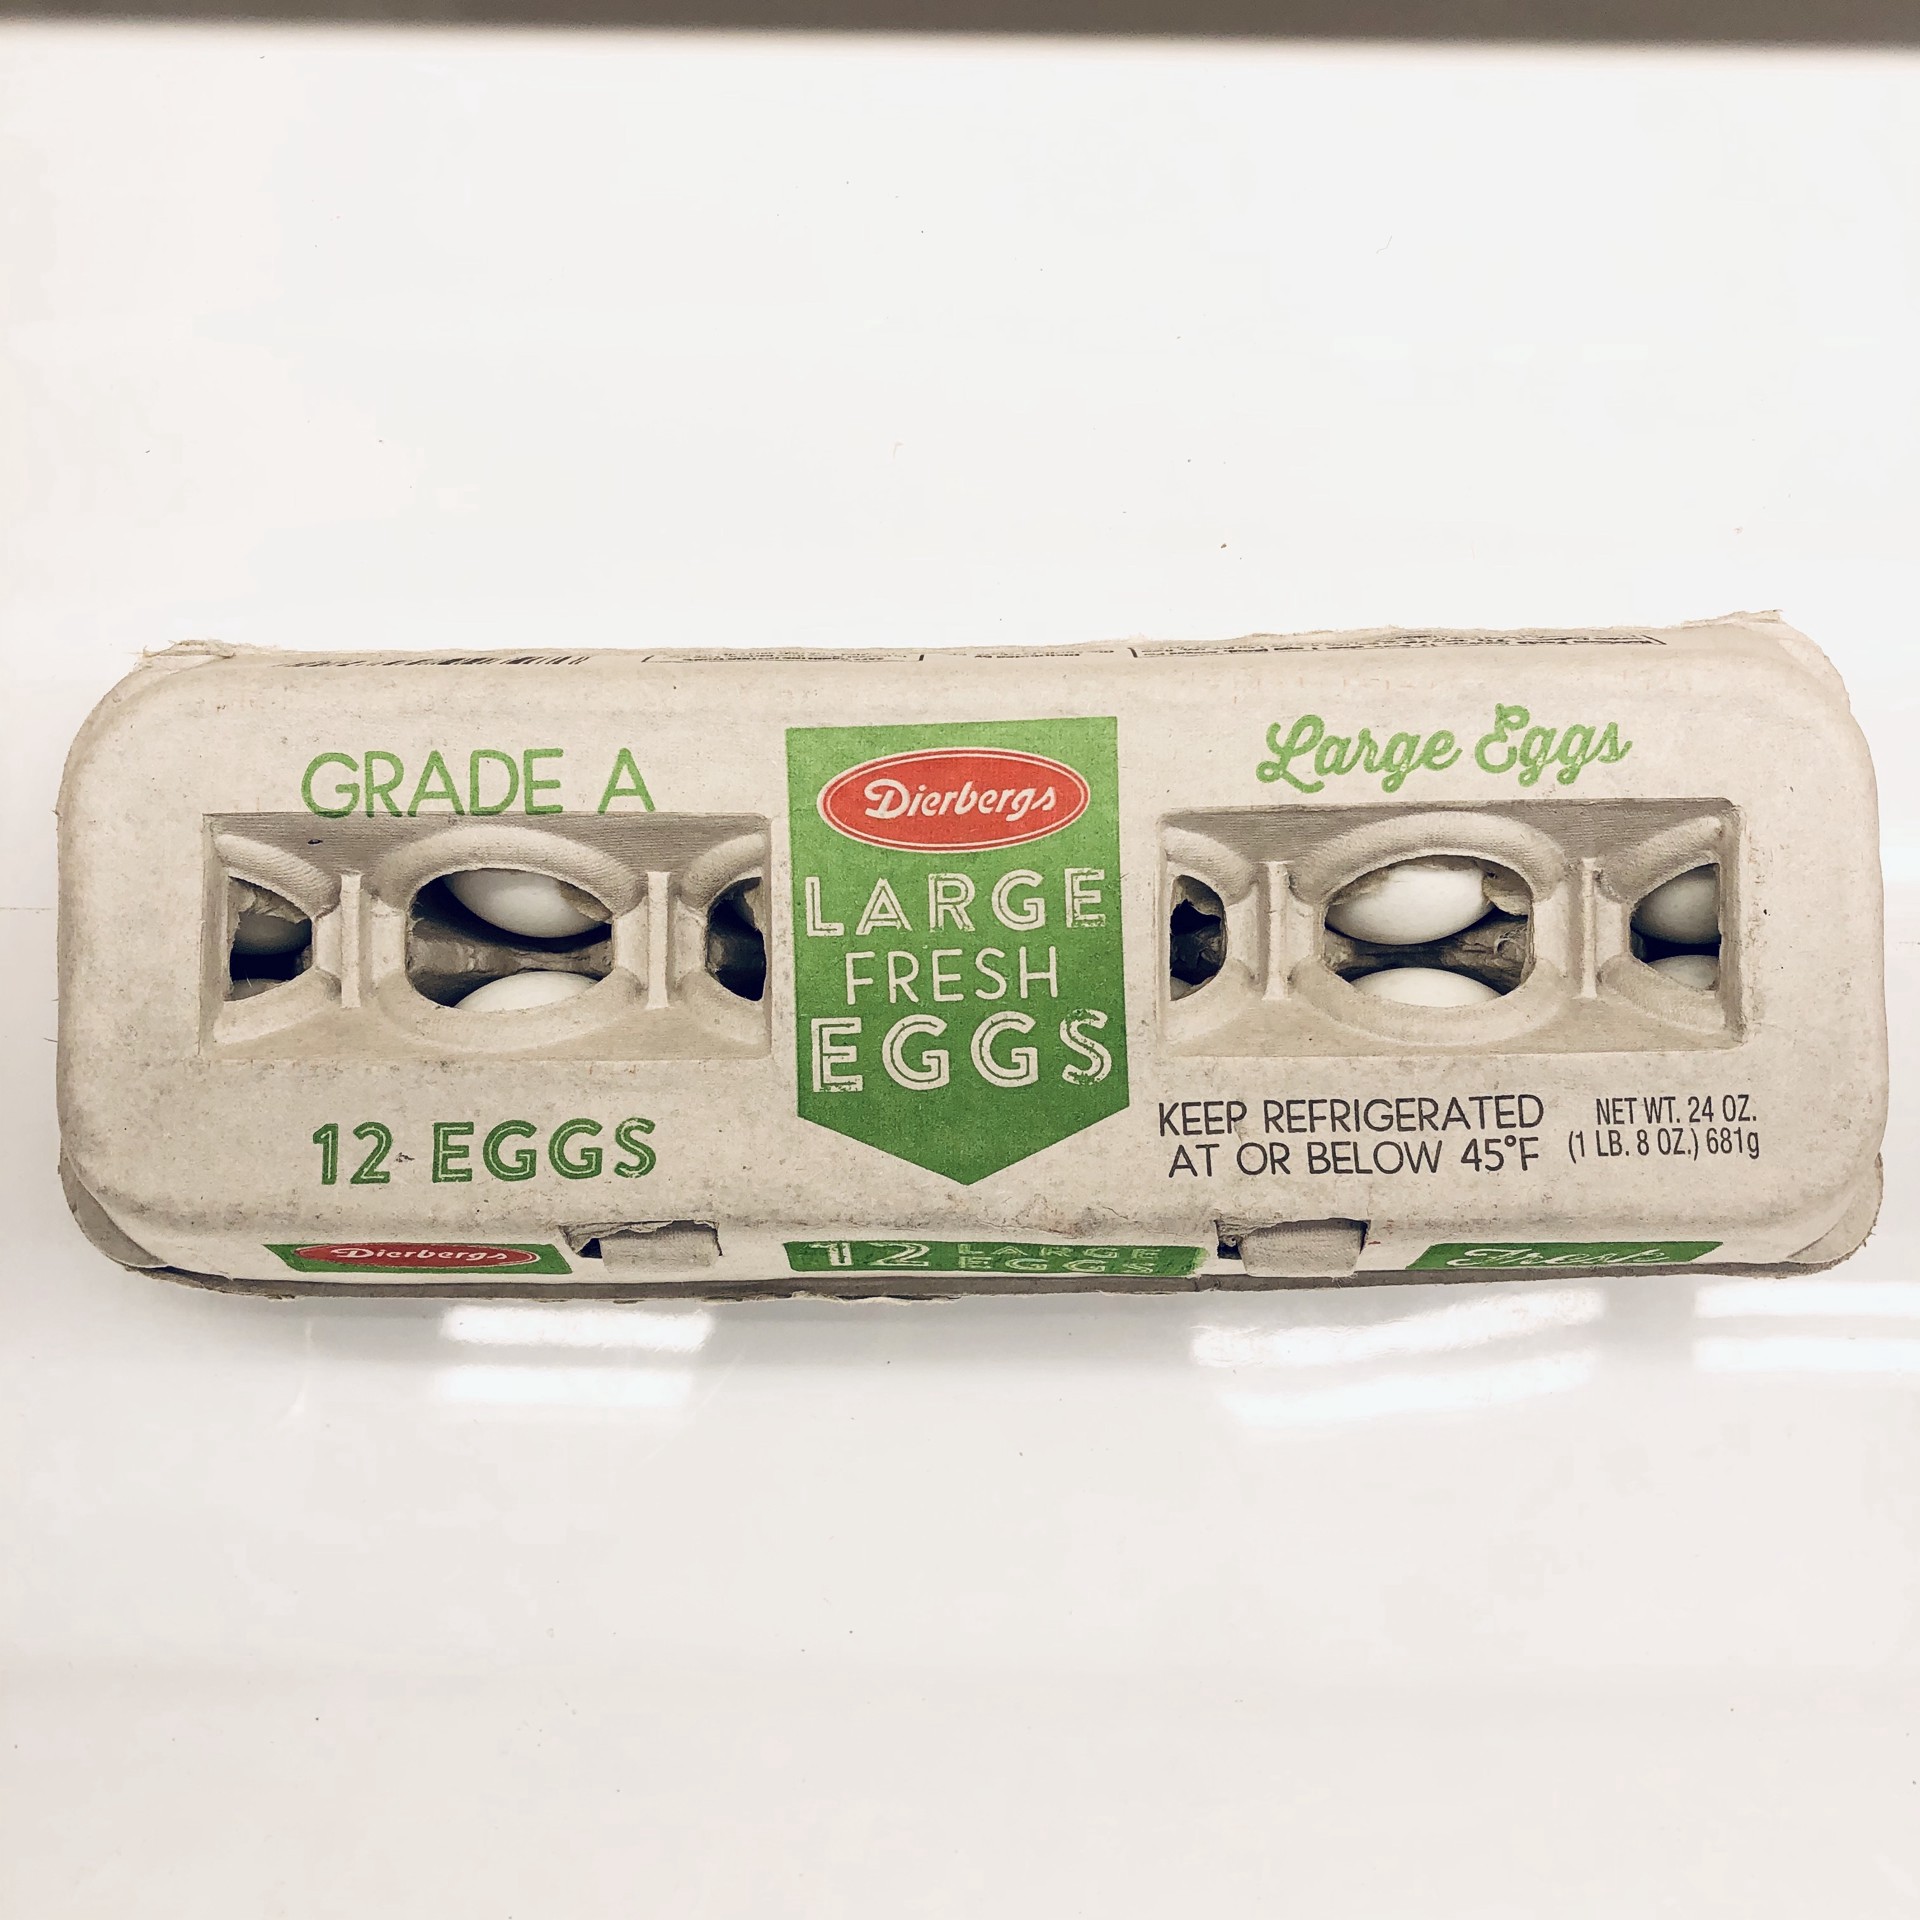 GRADE A
12 EGGS
Dierbergs
LARGE
FRESH
EGGS
Large Eggs
KEEP REFRIGERATED
AT OR BELOW 45°F
NET WT. 24 OZ.
(1 LB. 8 OZ.) 681g
Dierbergs
12 LARGE
EGGS
Fresh